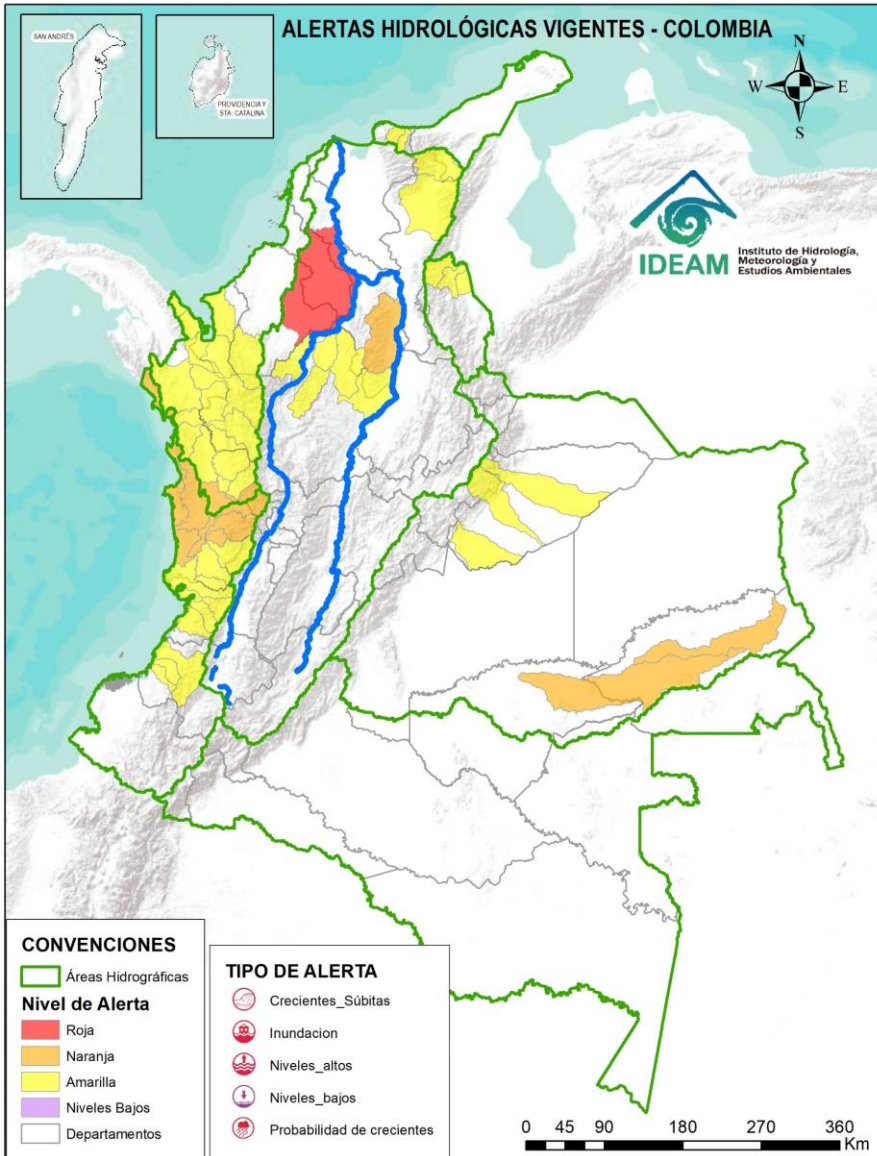 ALERTAS HIDROLÓGICAS VIGENTES - COLOMBIA
SAN ANDRÉS
PROVIDENCIA Y
STA. CATALINA
N
W
E
S
IDEAM
Instituto de Hidrología,
Meteorología y
Estudios Ambientales
CONVENCIONES
Áreas Hidrográficas
Nivel de Alerta
Roja
Naranja
Amarilla
Niveles Bajos
Departamentos
TIPO DE ALERTA
Crecientes_Súbitas
Inundacion
Niveles_altos
Niveles_bajos
Probabilidad de crecientes
0 45 90 180 270 360
Km